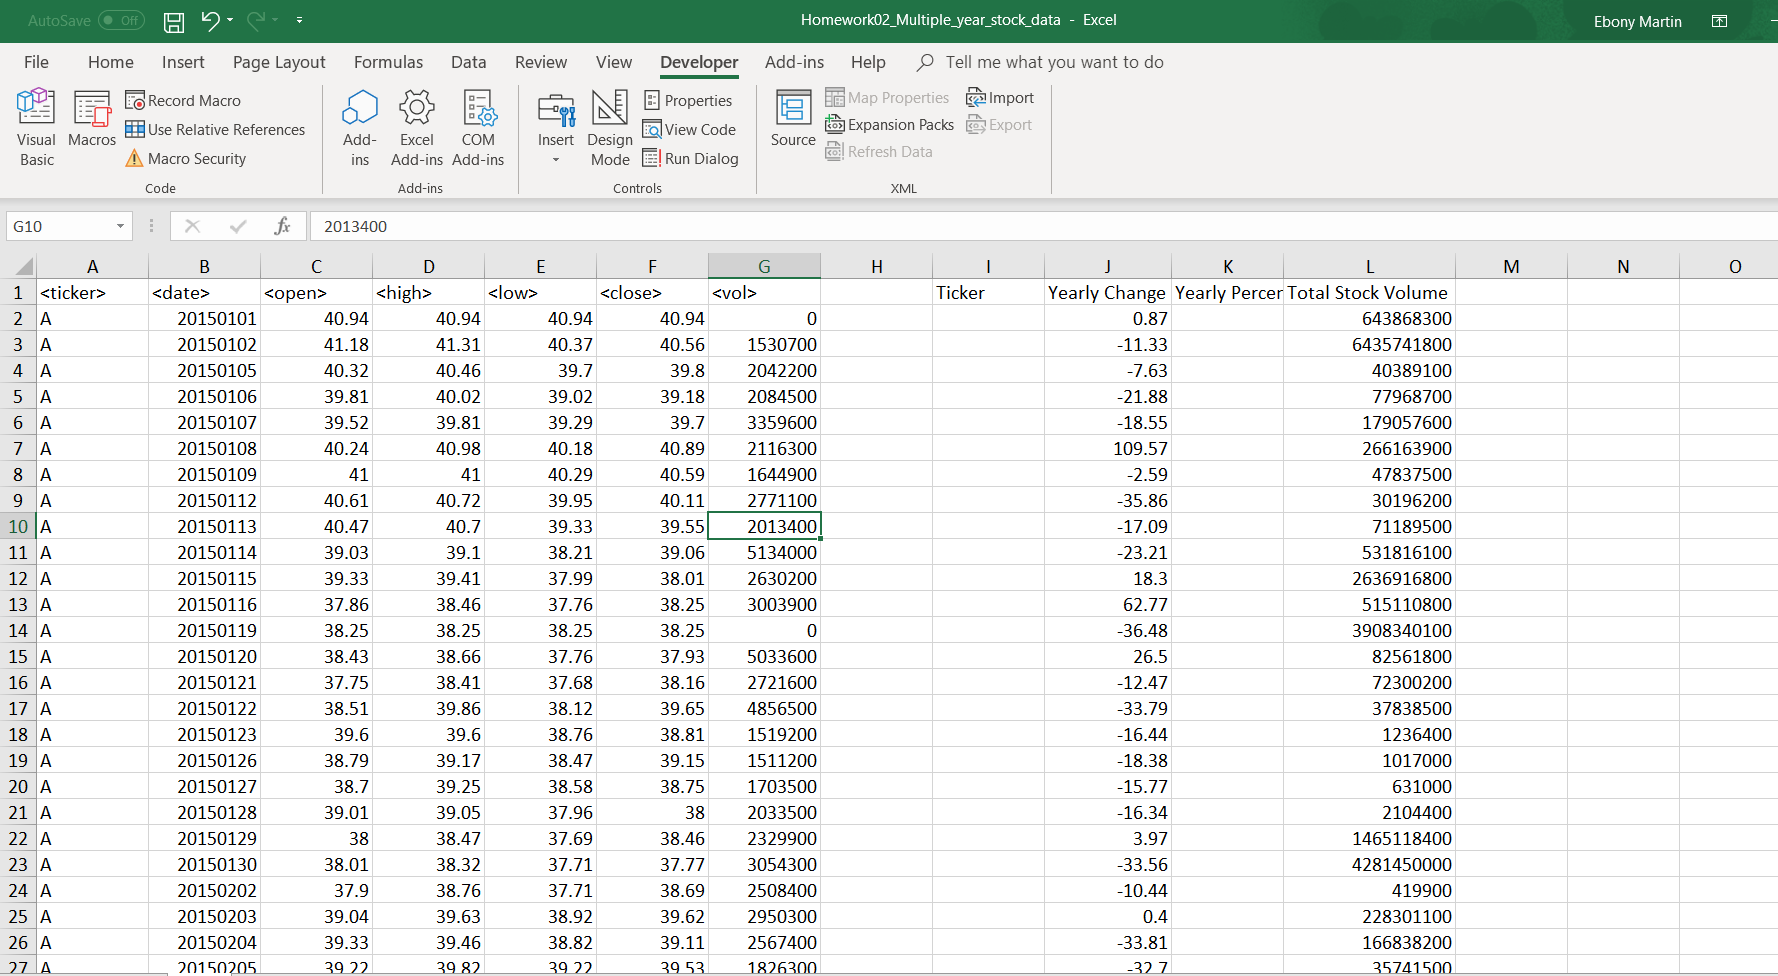 AutoSave Off Homework02_Multiple_year_stock_data - Excel Ebony Martin
File Home Insert Page Layout Formulas Data Review View Developer Add-ins Help Tell me what you want to do
Visual Basic
Macros
Record Macro
Use Relative References
Macro Security
Code
Add-ins
Excel Add-ins
COM Add-ins
Add-ins
Insert
Design Mode
Properties
View Code
Run Dialog
Controls
Source
Map Properties
Expansion Packs
Refresh Data
Import
Export
XML
G10 fx 2013400
A B C D E F G H I J K L M N O
1 <ticker> <date> <open> <high> <low> <close> <vol> Ticker Yearly Change Yearly Percer Total Stock Volume
2 A 20150101 40.94 40.94 40.94 40.94 0 0.87 643868300
3 A 20150102 41.18 41.31 40.37 40.56 1530700 -11.33 6435741800
4 A 20150105 40.32 40.46 39.7 39.8 2042200 -7.63 40389100
5 A 20150106 39.81 40.02 39.02 39.18 2084500 -21.88 77968700
6 A 20150107 39.52 39.81 39.29 39.7 3359600 -18.55 179057600
7 A 20150108 40.24 40.98 40.18 40.89 2116300 109.57 266163900
8 A 20150109 41 41 40.29 40.59 1644900 -2.59 47837500
9 A 20150112 40.61 40.72 39.95 40.11 2771100 -35.86 30196200
10 A 20150113 40.47 40.7 39.33 39.55 2013400 -17.09 71189500
11 A 20150114 39.03 39.1 38.21 39.06 5134000 -23.21 531816100
12 A 20150115 39.33 39.41 37.99 38.01 2630200 18.3 2636916800
13 A 20150116 37.86 38.46 37.76 38.25 3003900 62.77 515110800
14 A 20150119 38.25 38.25 38.25 38.25 0 -36.48 3908340100
15 A 20150120 38.43 38.66 37.76 37.93 5033600 26.5 82561800
16 A 20150121 37.75 38.41 37.68 38.16 2721600 -12.47 72300200
17 A 20150122 38.51 39.86 38.12 39.65 4856500 -33.79 37838500
18 A 20150123 39.6 39.6 38.76 38.81 1519200 -16.44 1236400
19 A 20150126 38.79 39.17 38.47 39.15 1511200 -18.38 1017000
20 A 20150127 38.7 39.25 38.58 38.75 1703500 -15.77 631000
21 A 20150128 39.01 39.05 37.96 38 2033500 -16.34 2104400
22 A 20150129 38 38.47 37.69 38.46 2329900 3.97 1465118400
23 A 20150130 38.01 38.32 37.71 37.77 3054300 -33.56 4281450000
24 A 20150202 37.9 38.76 37.71 38.69 2508400 -10.44 419900
25 A 20150203 39.04 39.63 38.92 39.62 2950300 0.4 228301100
26 A 20150204 39.33 39.46 38.82 39.11 2567400 -33.81 166838200
27 A 20150205 39.22 39.82 39.22 39.53 1826300 -32.7 35741500